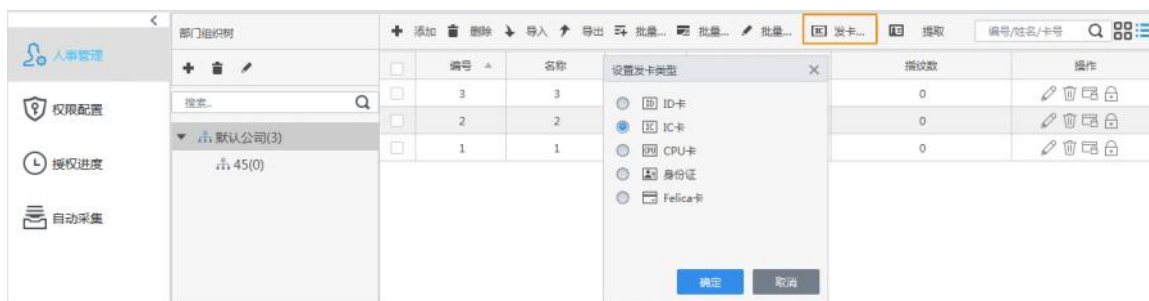 <
人事管理
权限配置
授权进度
自动采集
部门组织树
搜索..
默认公司(3)
45(0)
添加 删除 导入 导出 批量... 批量... 批量... 发卡... 提取 编号/姓名/卡号
编号 名称 指纹数 操作
3 3 0
2 2 0
1 1 0
设置发卡类型 ×
ID ID卡
IC IC卡
CPU CPU卡
身份证
Felica卡
确定 取消